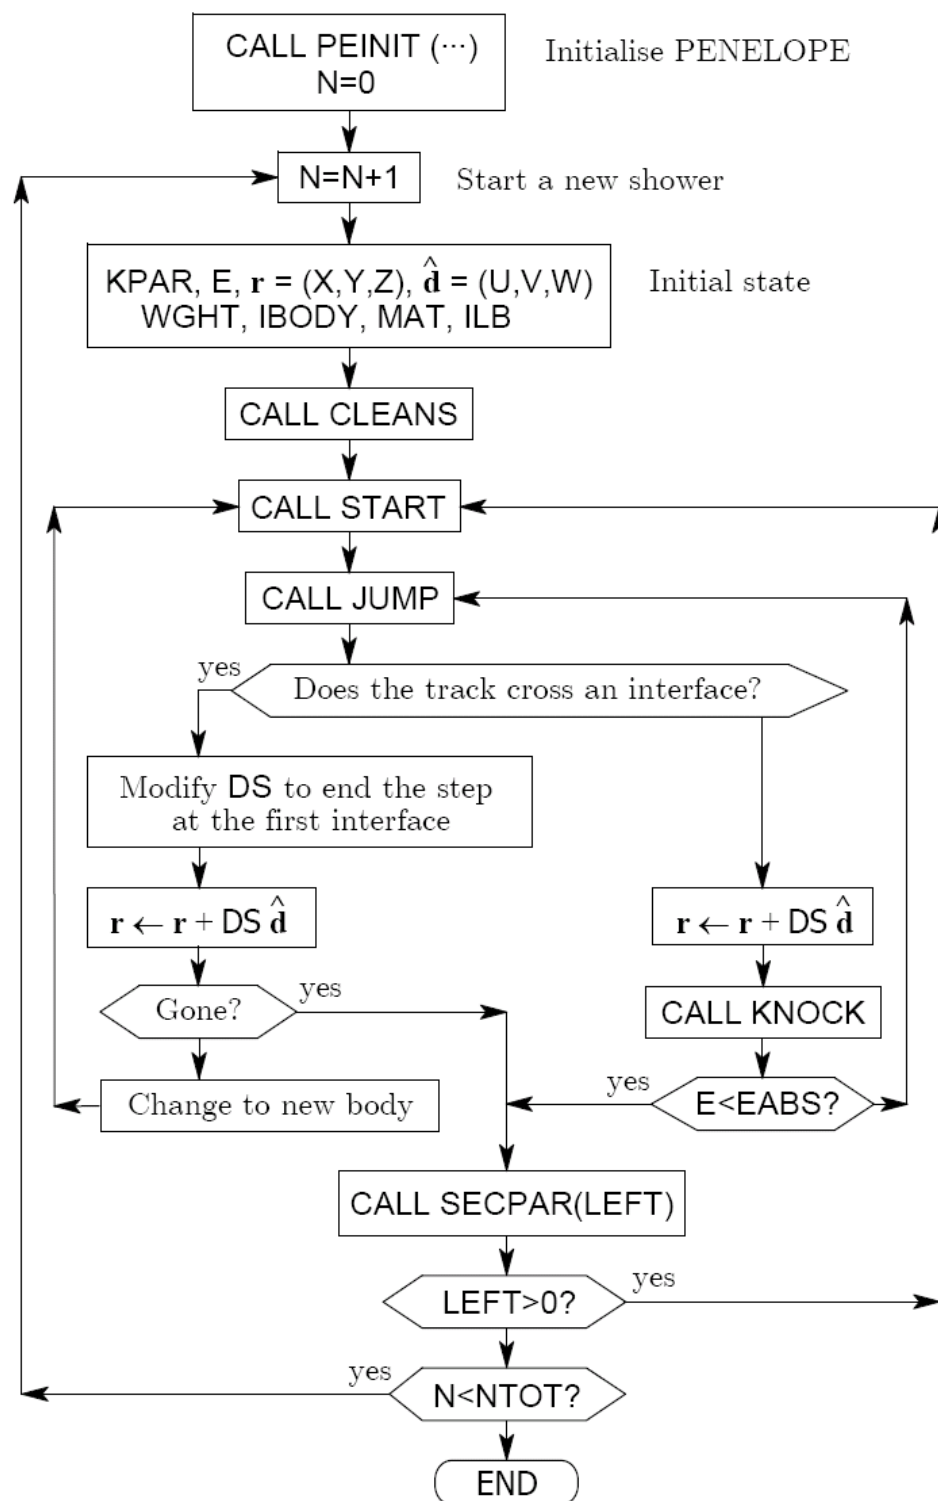 CALL PEINIT (···)
N=0
Initialise PENELOPE
N=N+1
Start a new shower
KPAR, E, r = (X,Y,Z), d̂ = (U,V,W)
WGHT, IBODY, MAT, ILB
Initial state
CALL CLEANS
CALL START
CALL JUMP
yes
Does the track cross an interface?
Modify DS to end the step
at the first interface
r ← r + DS d̂
r ← r + DS d̂
Gone?
yes
CALL KNOCK
Change to new body
yes
E<EABS?
CALL SECPAR(LEFT)
LEFT>0?
yes
yes
N<NTOT?
END